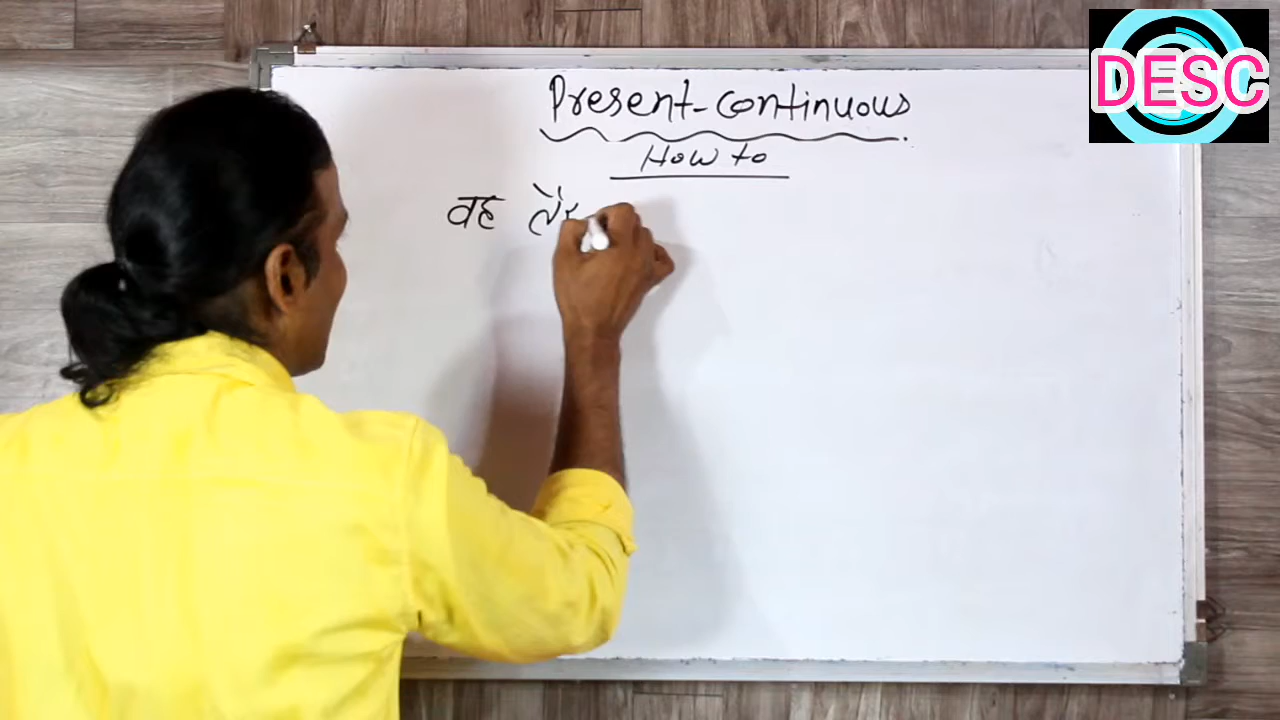 DESC
Present-continuous
How to
वह